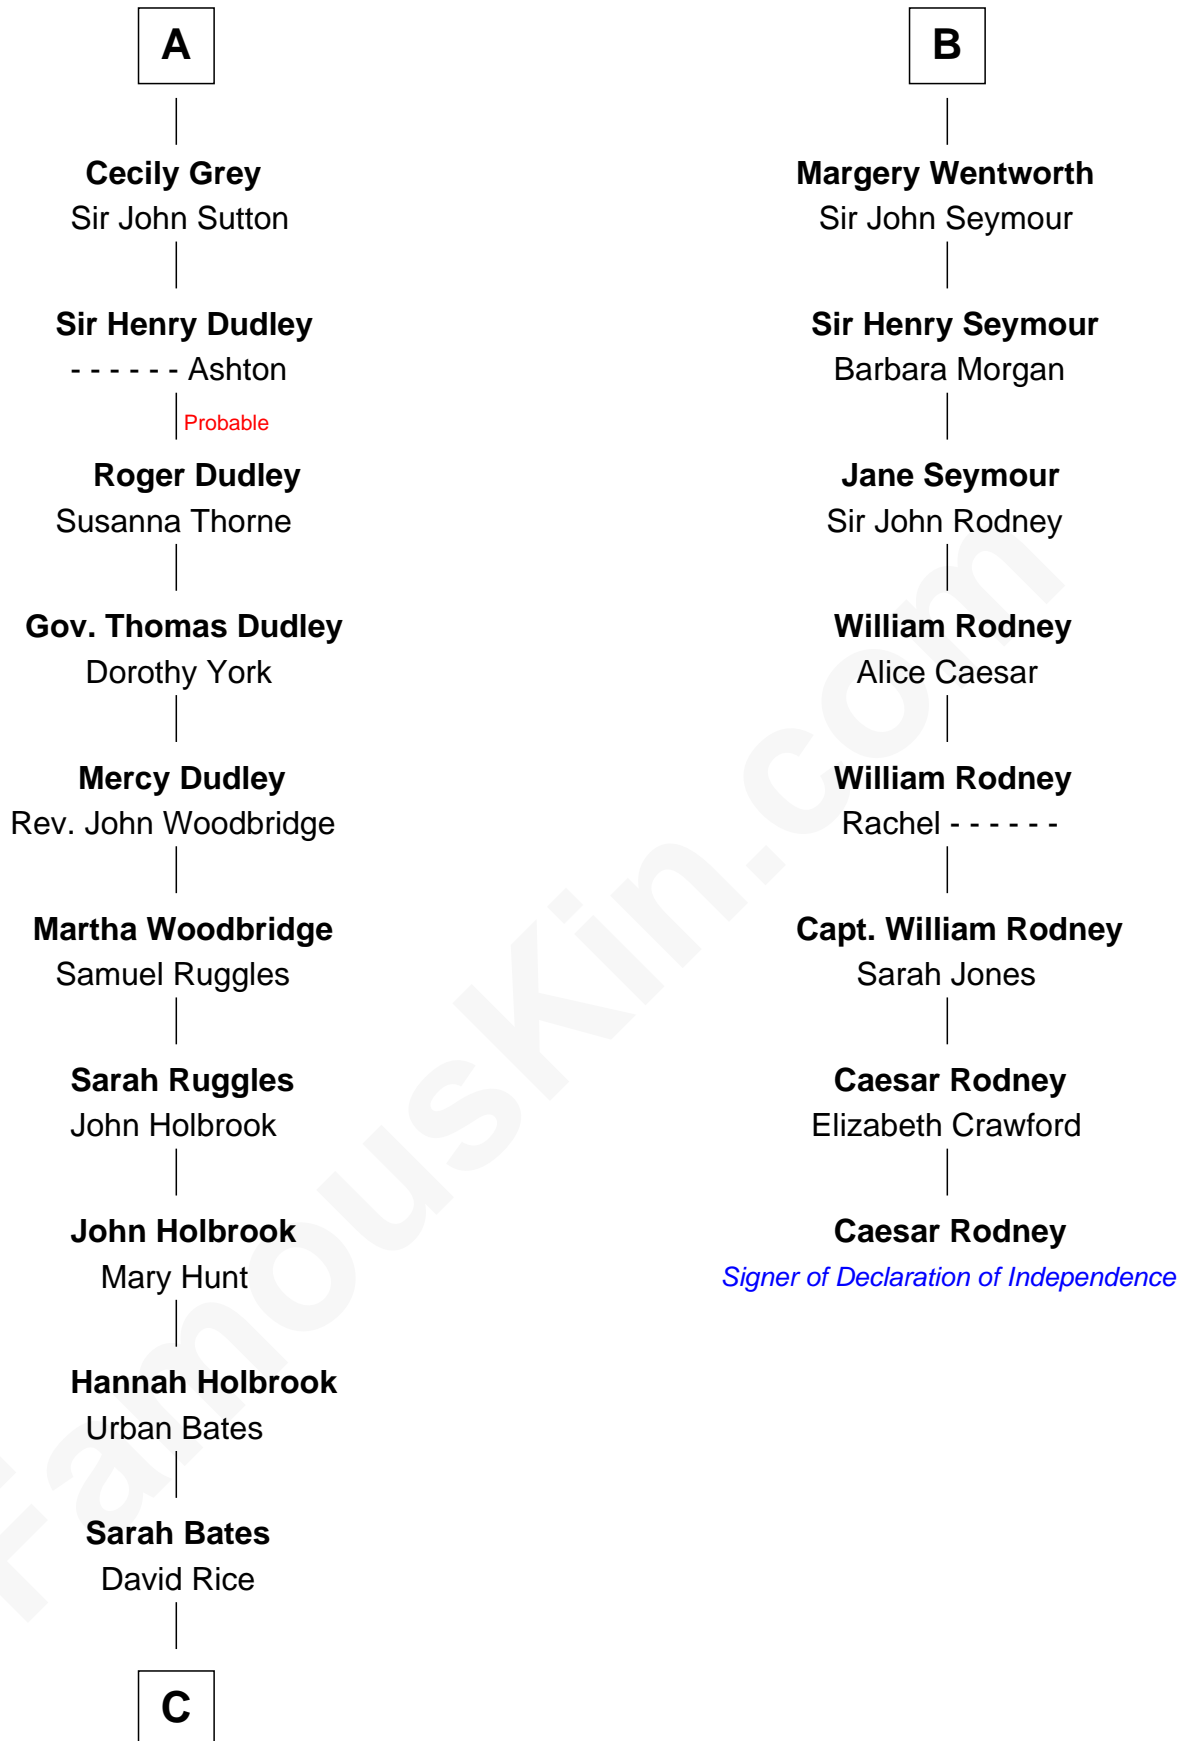 A
Cecily Grey
Sir John Sutton
Sir Henry Dudley
- - - - - - Ashton
Probable
Roger Dudley
Susanna Thorne
Gov. Thomas Dudley
Dorothy York
Mercy Dudley
Rev. John Woodbridge
Martha Woodbridge
Samuel Ruggles
Sarah Ruggles
John Holbrook
John Holbrook
Mary Hunt
Hannah Holbrook
Urban Bates
Sarah Bates
David Rice
C
B
Margery Wentworth
Sir John Seymour
Sir Henry Seymour
Barbara Morgan
Jane Seymour
Sir John Rodney
William Rodney
Alice Caesar
William Rodney
Rachel - - - - - -
Capt. William Rodney
Sarah Jones
Caesar Rodney
Elizabeth Crawford
Caesar Rodney
Signer of Declaration of Independence
FamousKin.com